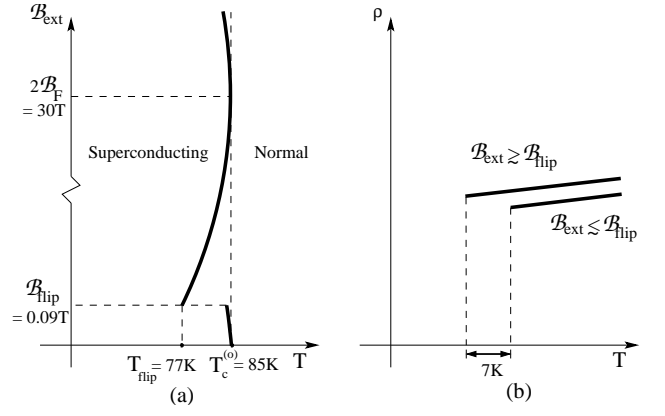 ℬext
2ℬF
= 30T
Superconducting
Normal
ℬflip
= 0.09T
Tflip = 77K
Tc(o) = 85K
T
(a)
ρ
ℬext ≳ ℬflip
ℬext ≲ ℬflip
7K
T
(b)